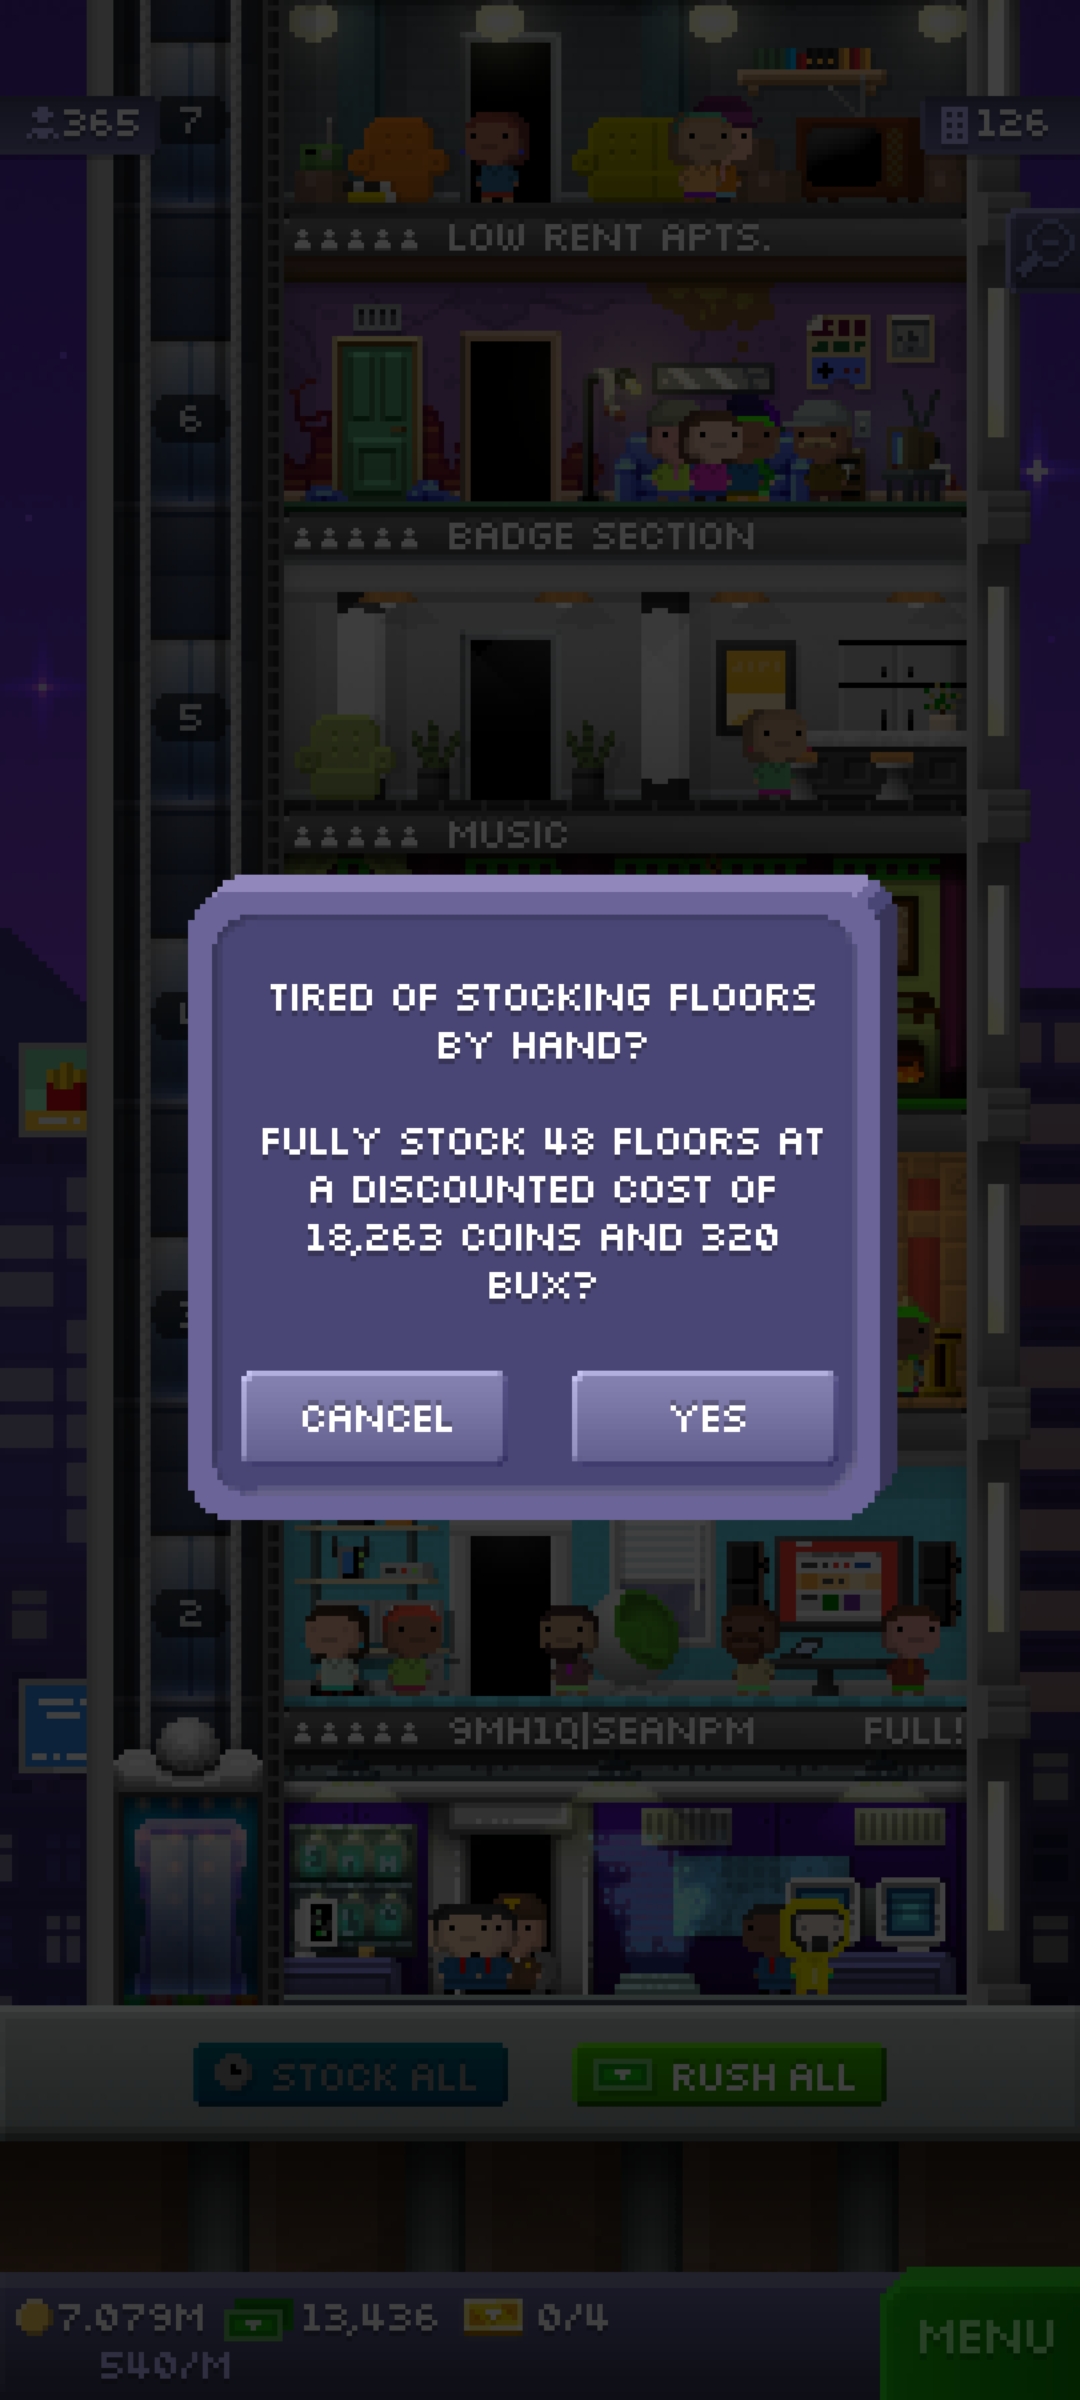 365
7
126
LOW RENT APTS.
6
BADGE SECTION
5
MUSIC
TIRED OF STOCKING FLOORS
BY HAND?
FULLY STOCK 48 FLOORS AT
A DISCOUNTED COST OF
18,263 COINS AND 320
BUX?
CANCEL
YES
2
9MH1Q|SEANPM
FULL!
STOCK ALL
RUSH ALL
7.079M
13,436
0/4
540/M
MENU